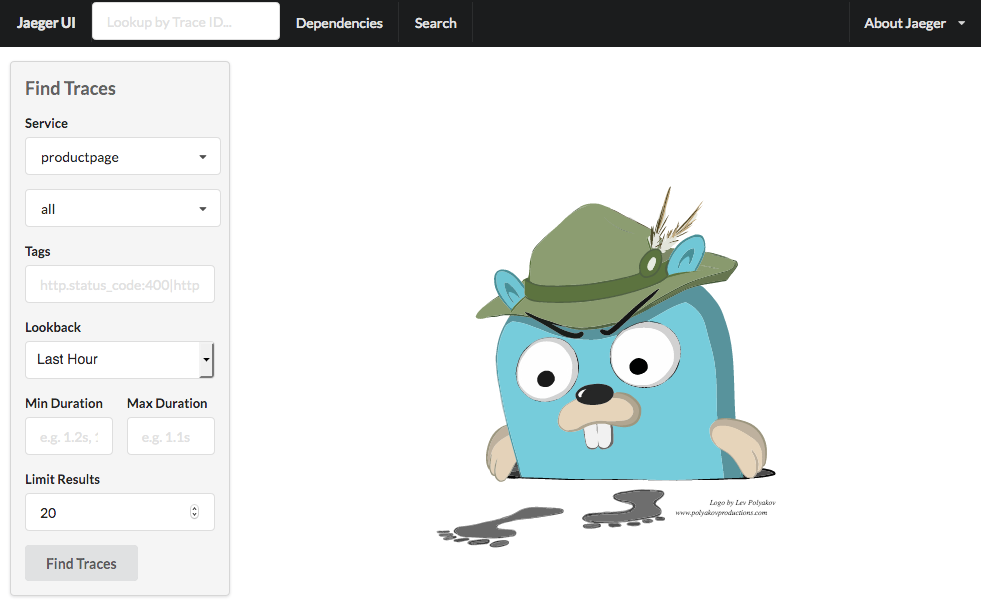 Jaeger UI
Lookup by Trace ID...
Dependencies
Search
About Jaeger
Find Traces
Service
productpage
all
Tags
http.status_code:400|http
Lookback
Last Hour
Min Duration
Max Duration
e.g. 1.2s,
e.g. 1.1s
Limit Results
20
Find Traces
Logo by Lev Polyakov
www.polyakovproductions.com